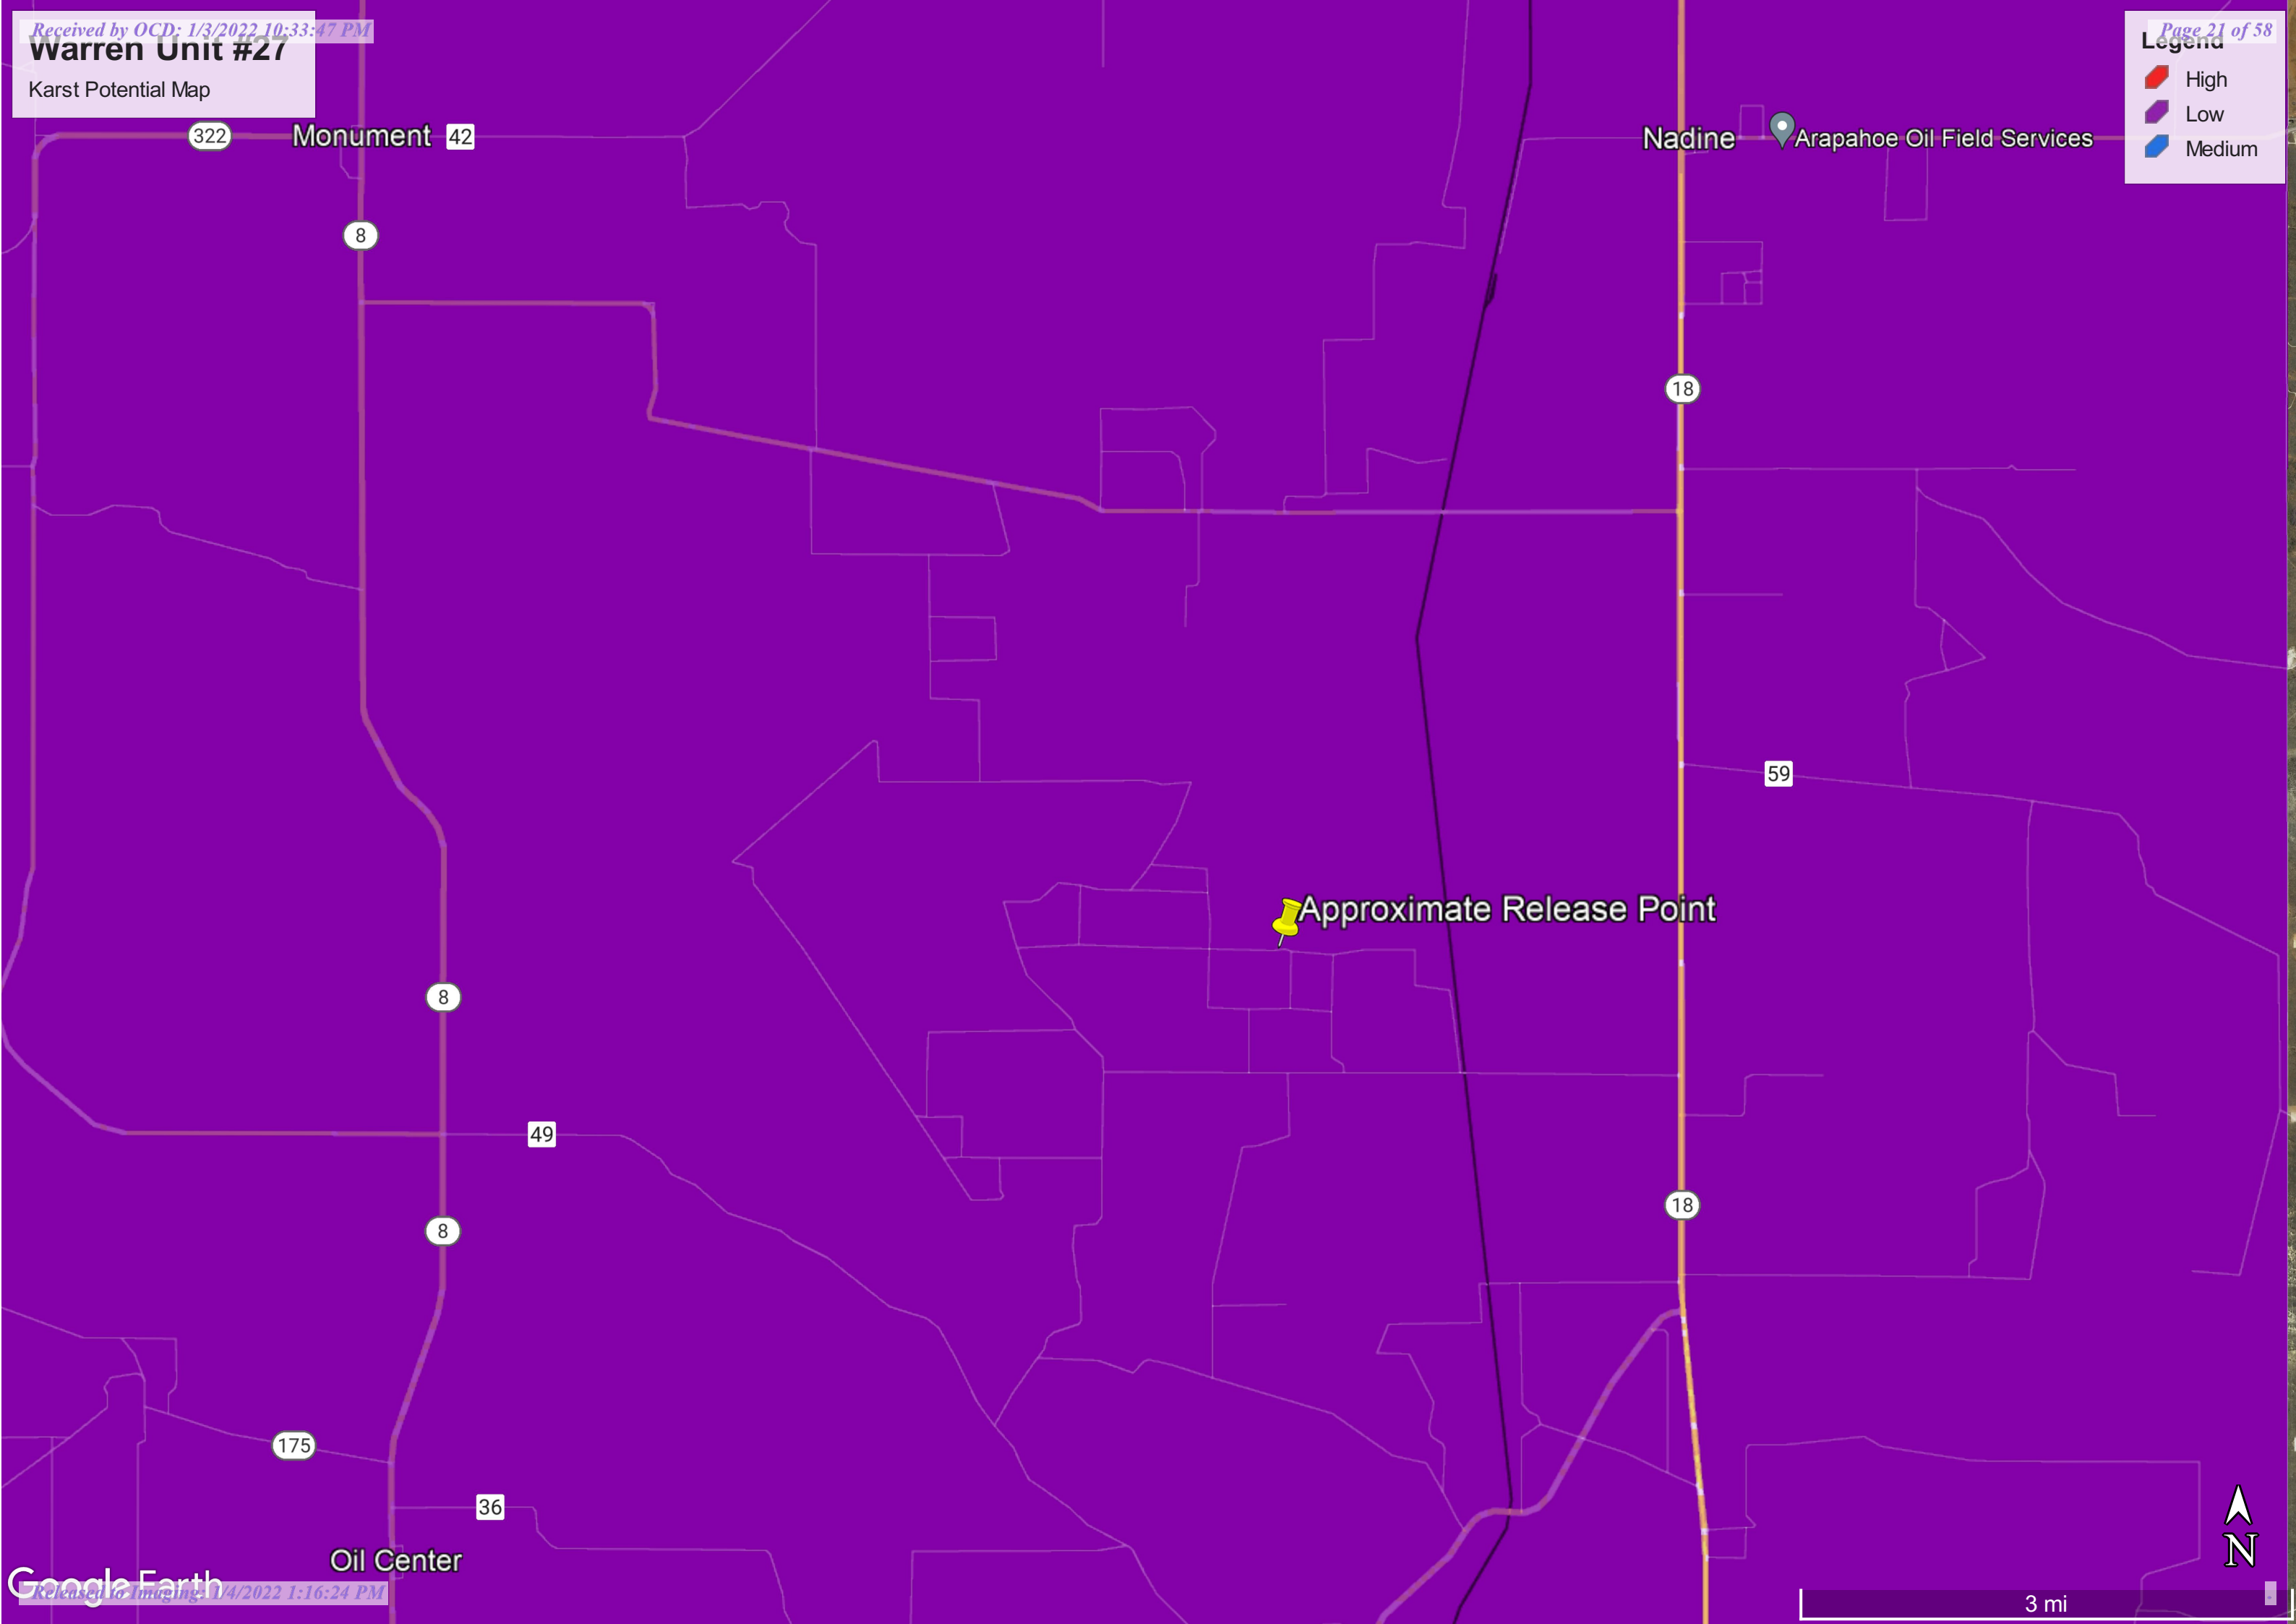 Received by OCD: 1/3/2022 10:33:47 PM
Page 21 of 58
Warren Unit #27
Karst Potential Map
Legend
High
Low
Medium
322
Monument
42
Nadine
Arapahoe Oil Field Services
8
18
59
Approximate Release Point
8
49
18
8
175
36
Oil Center
N
Google Earth
Released to Imaging: 1/4/2022 1:16:24 PM
3 mi